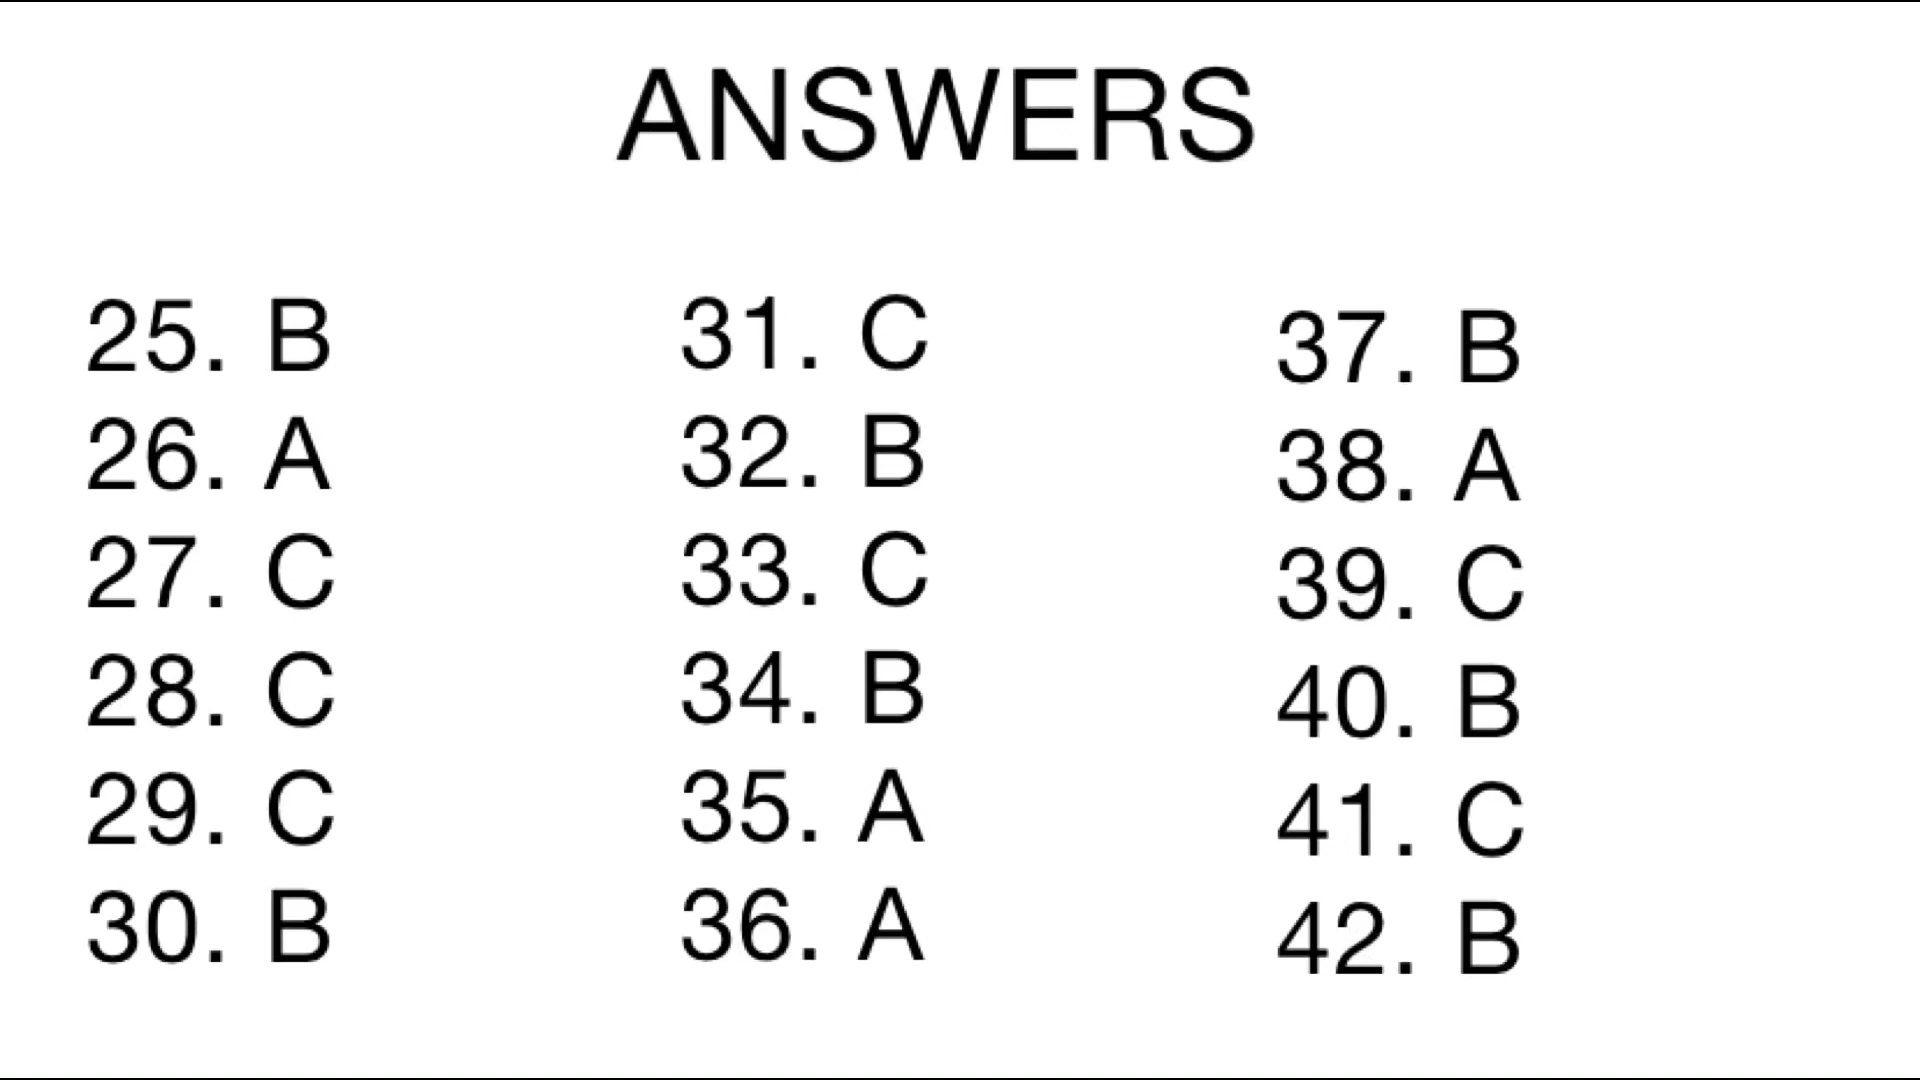 ANSWERS
25. B
26. A
27. C
28. C
29. C
30. B
31. C
32. B
33. C
34. B
35. A
36. A
37. B
38. A
39. C
40. B
41. C
42. B